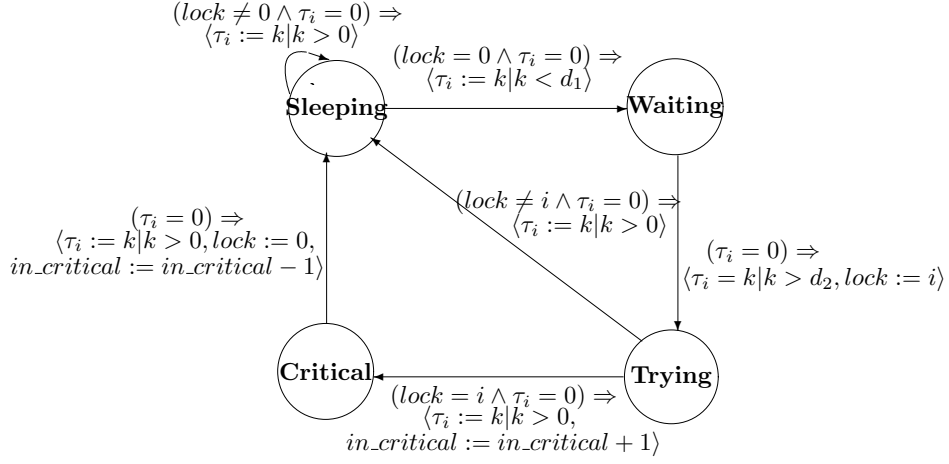 (lock ≠ 0 ∧ τ_i = 0) ⇒
⟨τ_i := k|k > 0⟩
(lock = 0 ∧ τ_i = 0) ⇒
⟨τ_i := k|k < d_1⟩
Sleeping
Waiting
(lock ≠ i ∧ τ_i = 0) ⇒
⟨τ_i := k|k > 0⟩
(τ_i = 0) ⇒
⟨τ_i := k|k > 0, lock := 0,
in_critical := in_critical − 1⟩
(τ_i = 0) ⇒
⟨τ_i = k|k > d_2, lock := i⟩
Critical
Trying
(lock = i ∧ τ_i = 0) ⇒
⟨τ_i := k|k > 0,
in_critical := in_critical + 1⟩